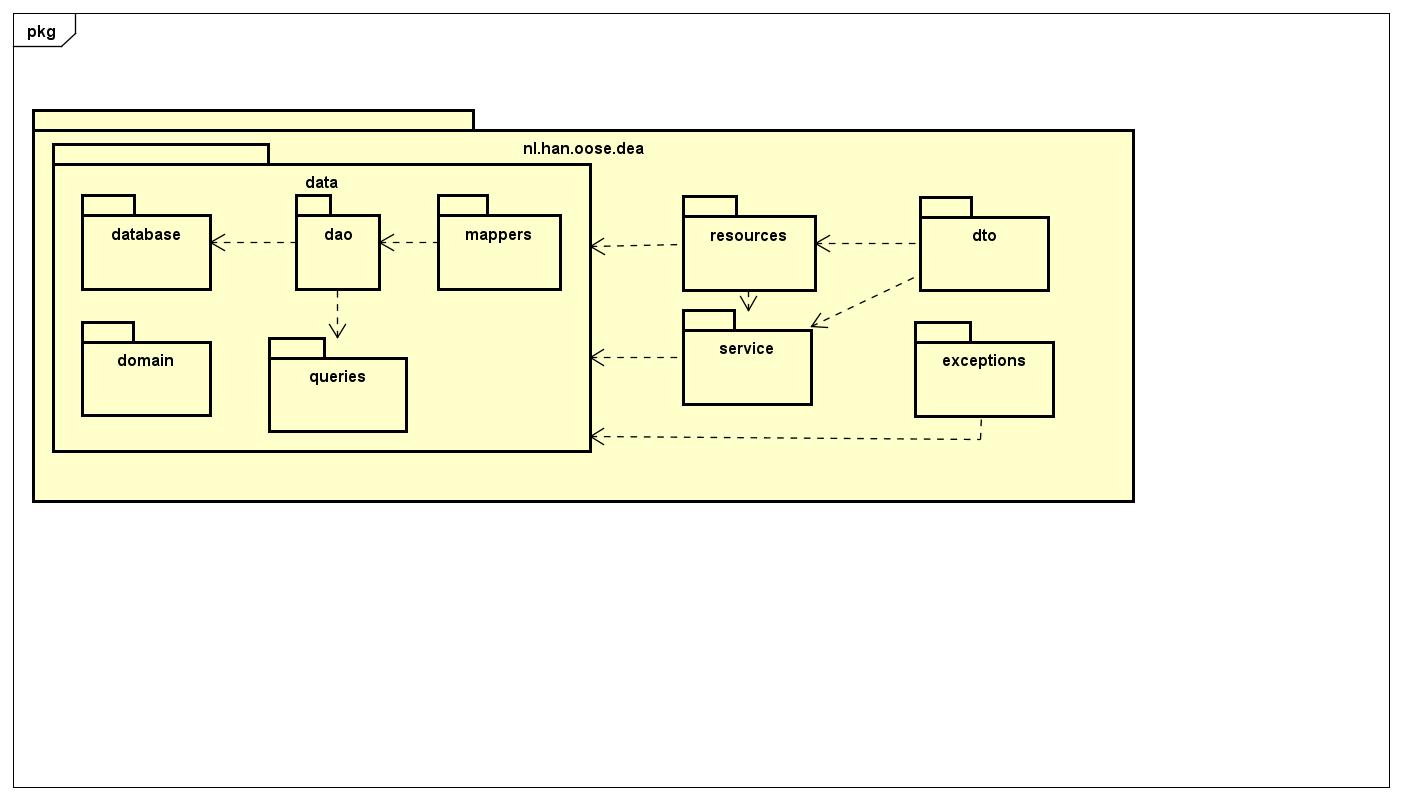 pkg
nl.han.oose.dea
data
database
dao
mappers
resources
dto
domain
queries
service
exceptions